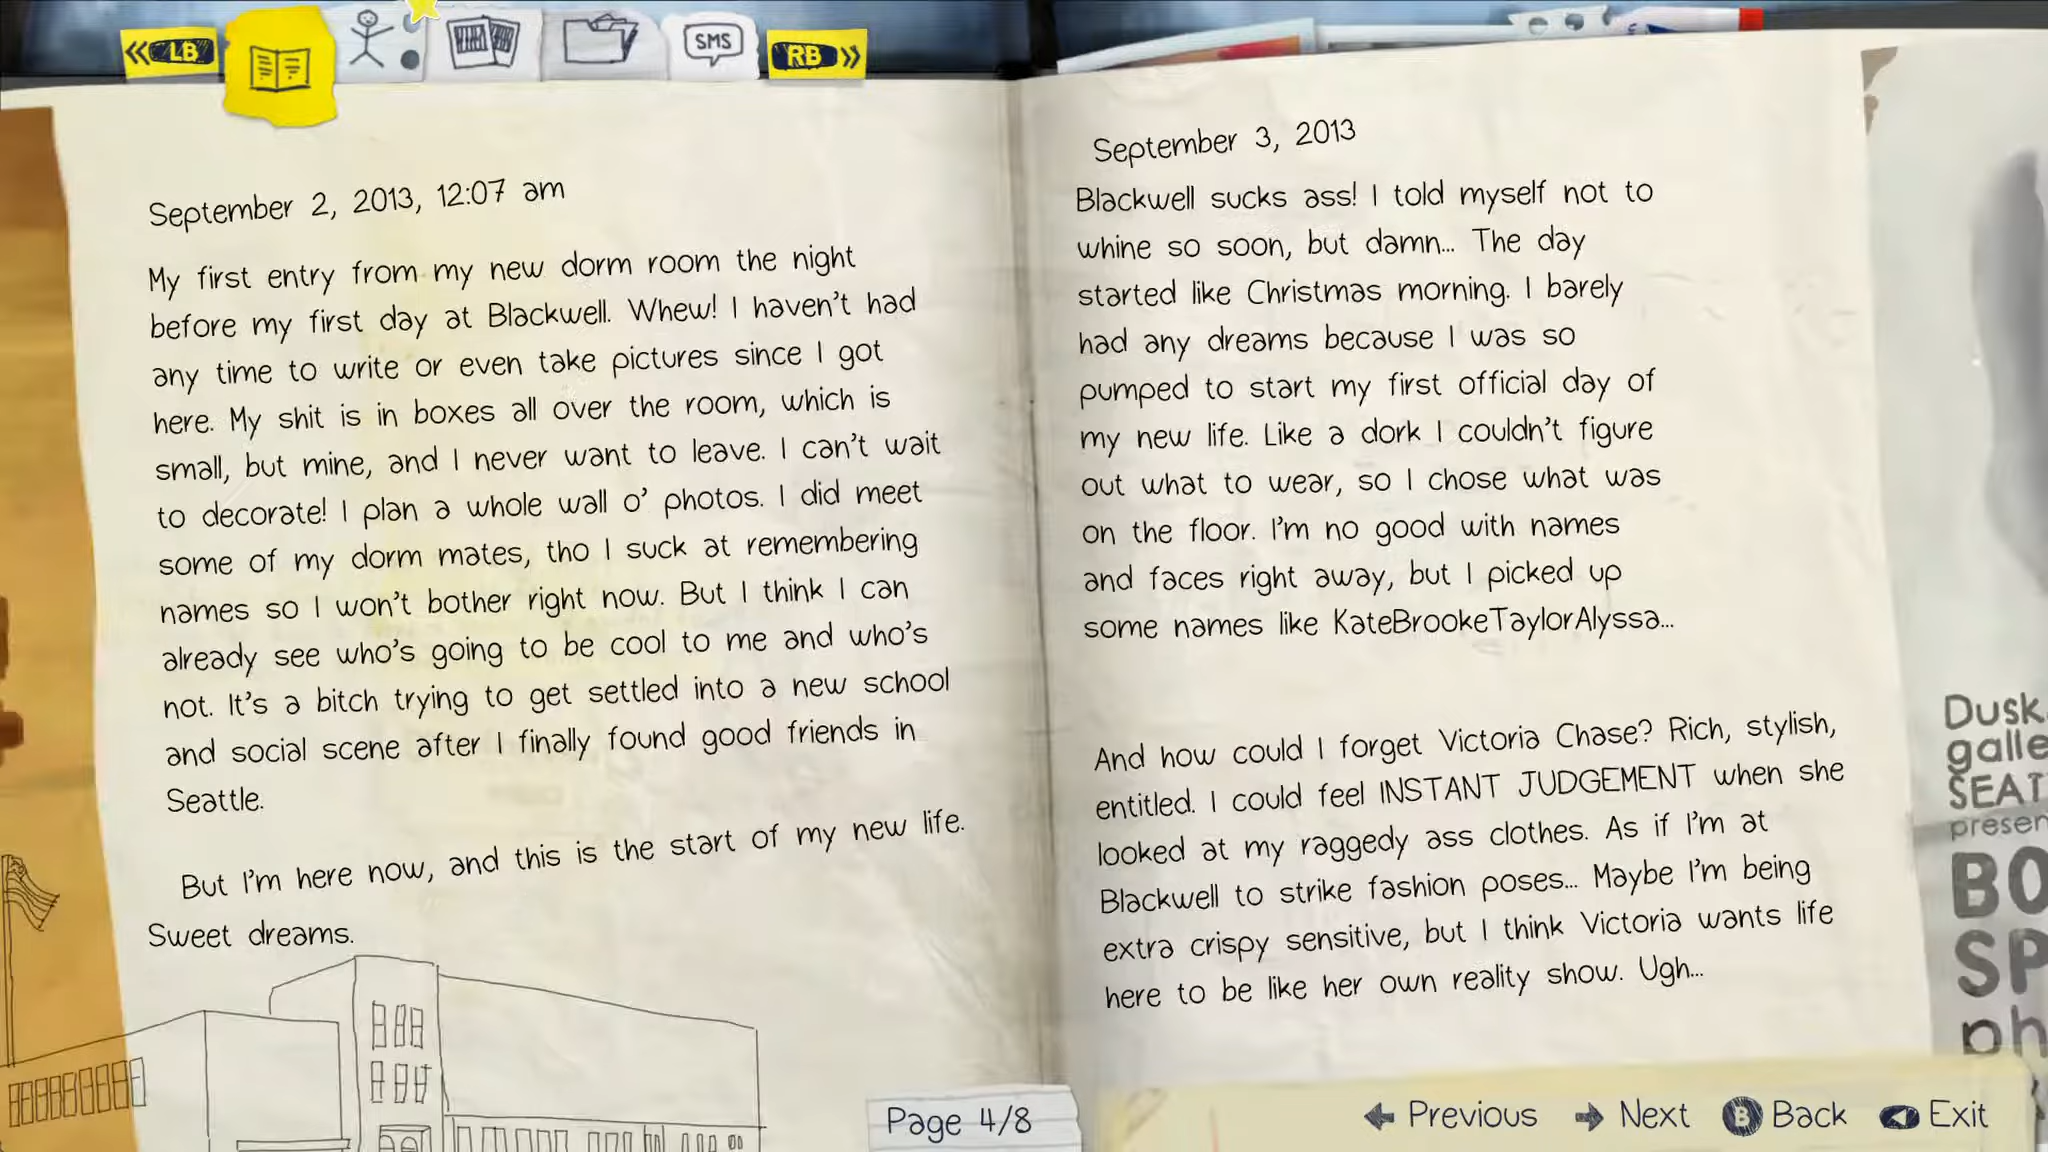 LB
SMS
RB
September 2, 2013, 12:07 am
My first entry from my new dorm room the night
before my first day at Blackwell. Whew! I haven't had
any time to write or even take pictures since I got
here. My shit is in boxes all over the room, which is
small, but mine, and I never want to leave. I can't wait
to decorate! I plan a whole wall o' photos. I did meet
some of my dorm mates, tho I suck at remembering
names so I won't bother right now. But I think I can
already see who's going to be cool to me and who's
not. It's a bitch trying to get settled into a new school
and social scene after I finally found good friends in
Seattle.
But I'm here now, and this is the start of my new life.
Sweet dreams.
September 3, 2013
Blackwell sucks ass! I told myself not to
whine so soon, but damn... The day
started like Christmas morning. I barely
had any dreams because I was so
pumped to start my first official day of
my new life. Like a dork I couldn't figure
out what to wear, so I chose what was
on the floor. I'm no good with names
and faces right away, but I picked up
some names like KateBrookeTaylorAlyssa...
And how could I forget Victoria Chase? Rich, stylish,
entitled. I could feel INSTANT JUDGEMENT when she
looked at my raggedy ass clothes. As if I'm at
Blackwell to strike fashion poses... Maybe I'm being
extra crispy sensitive, but I think Victoria wants life
here to be like her own reality show. Ugh...
Dusk
galle
SEAT
presen
BO
SP
ph
Page 4/8
Previous
Next
B Back
Exit